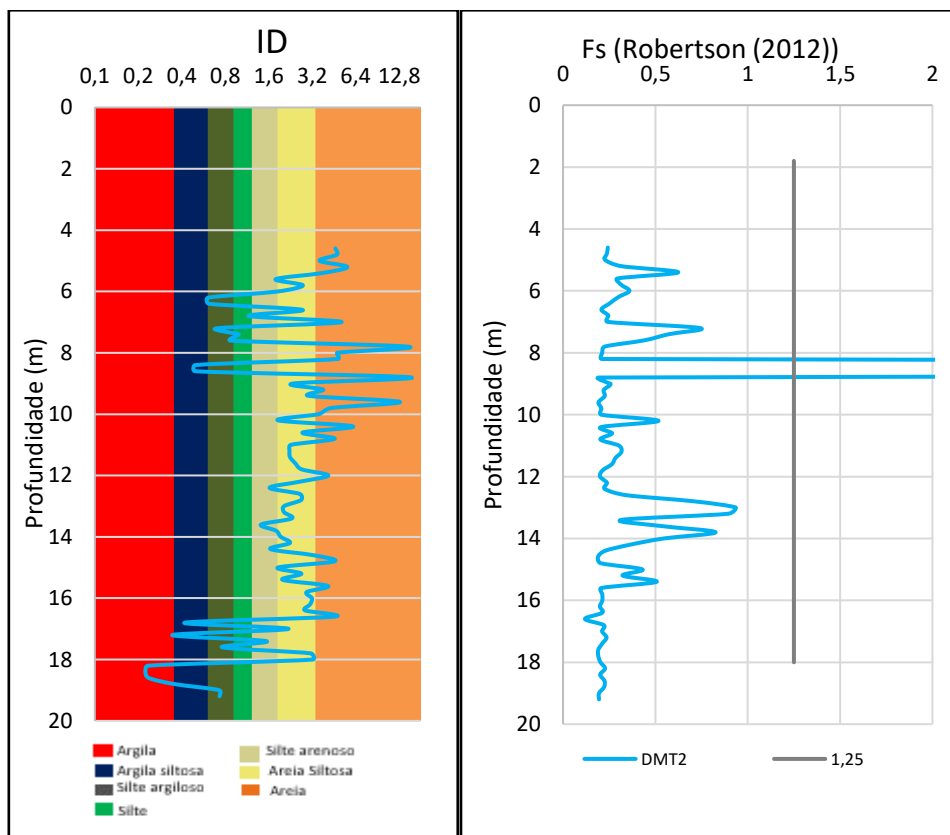 ID
0,1 0,2 0,4 0,8 1,6 3,2 6,4 12,8
0
2
4
6
8
10
12
14
16
18
20
Profundidade (m)
Argila
Argila siltosa
Silte argiloso
Silte
Silte arenoso
Areia Siltosa
Areia
Fs (Robertson (2012))
0 0,5 1 1,5 2
0
2
4
6
8
10
12
14
16
18
20
Profundidade (m)
DMT2 1,25